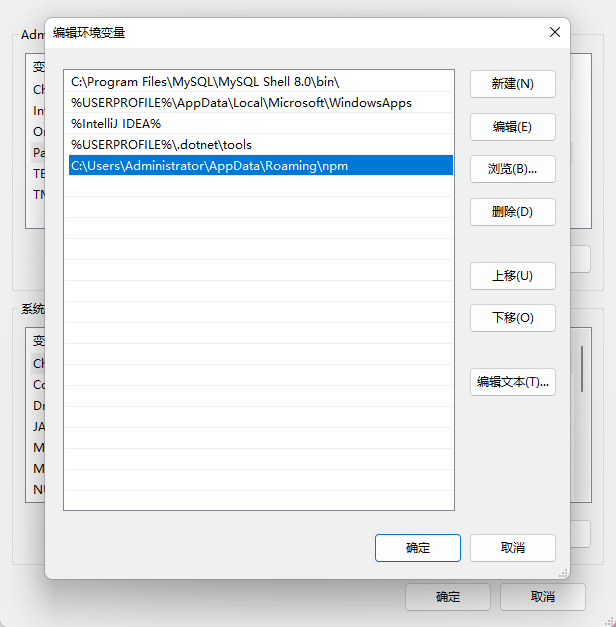 编辑环境变量
C:\Program Files\MySQL\MySQL Shell 8.0\bin\
%USERPROFILE%\AppData\Local\Microsoft\WindowsApps
%IntelliJ IDEA%
%USERPROFILE%\.dotnet\tools
C:\Users\Administrator\AppData\Roaming\npm
新建(N)
编辑(E)
浏览(B)...
删除(D)
上移(U)
下移(O)
编辑文本(T)...
确定
取消
Adm
变
Ch
Int
On
Pa
TE
TM
系统
变
Ch
Co
Dr
JA
M
M
NU
确定
取消